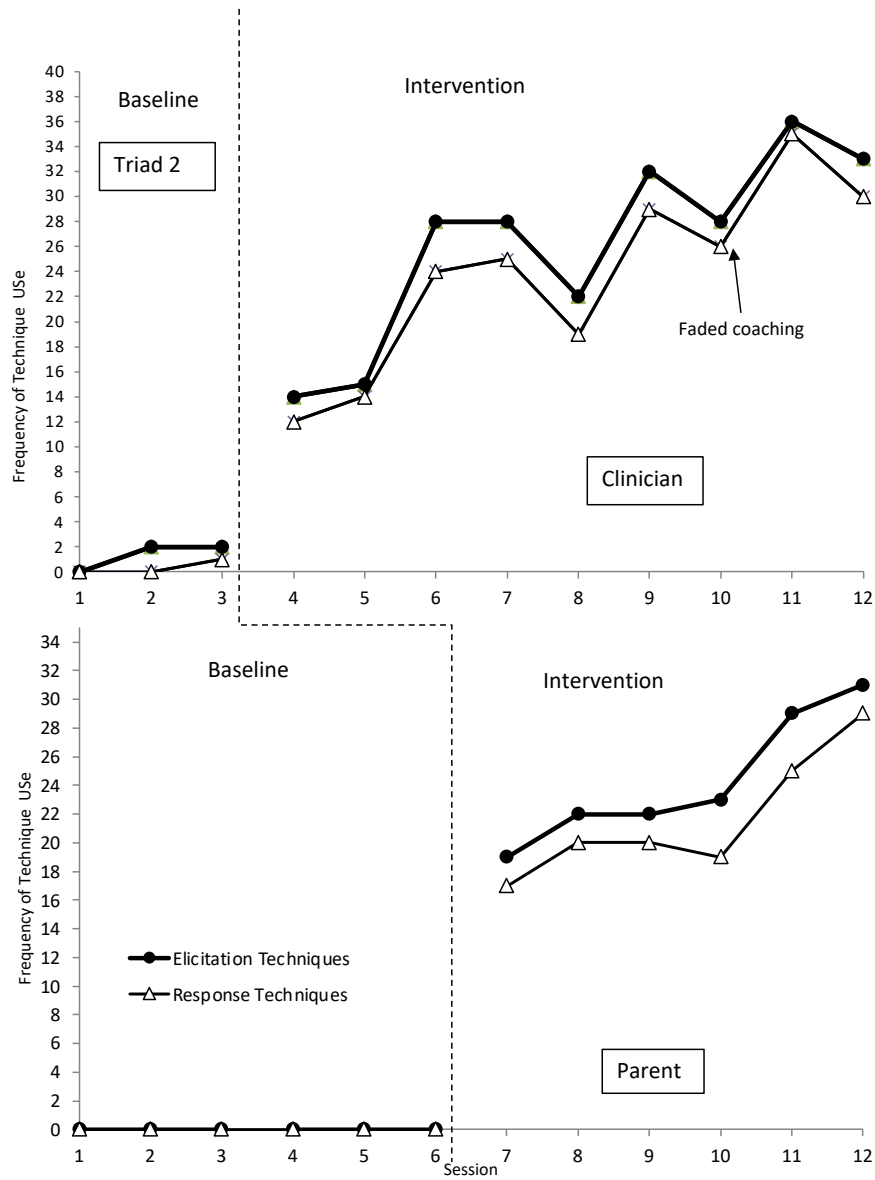 Baseline
Intervention
Triad 2
Frequency of Technique USe
40
38
36
34
32
30
28
26
24
22
20
18
16
14
12
10
8
6
4
2
0
Faded coaching
Clinician
1 2 3 4 5 6 7 8 9 10 11 12
Baseline
Intervention
Frequency of Technique USe
34
32
30
28
26
24
22
20
18
16
14
12
10
8
6
4
2
0
Elicitation Techniques
Response Techniques
Parent
1 2 3 4 5 6 7 8 9 10 11 12
Session